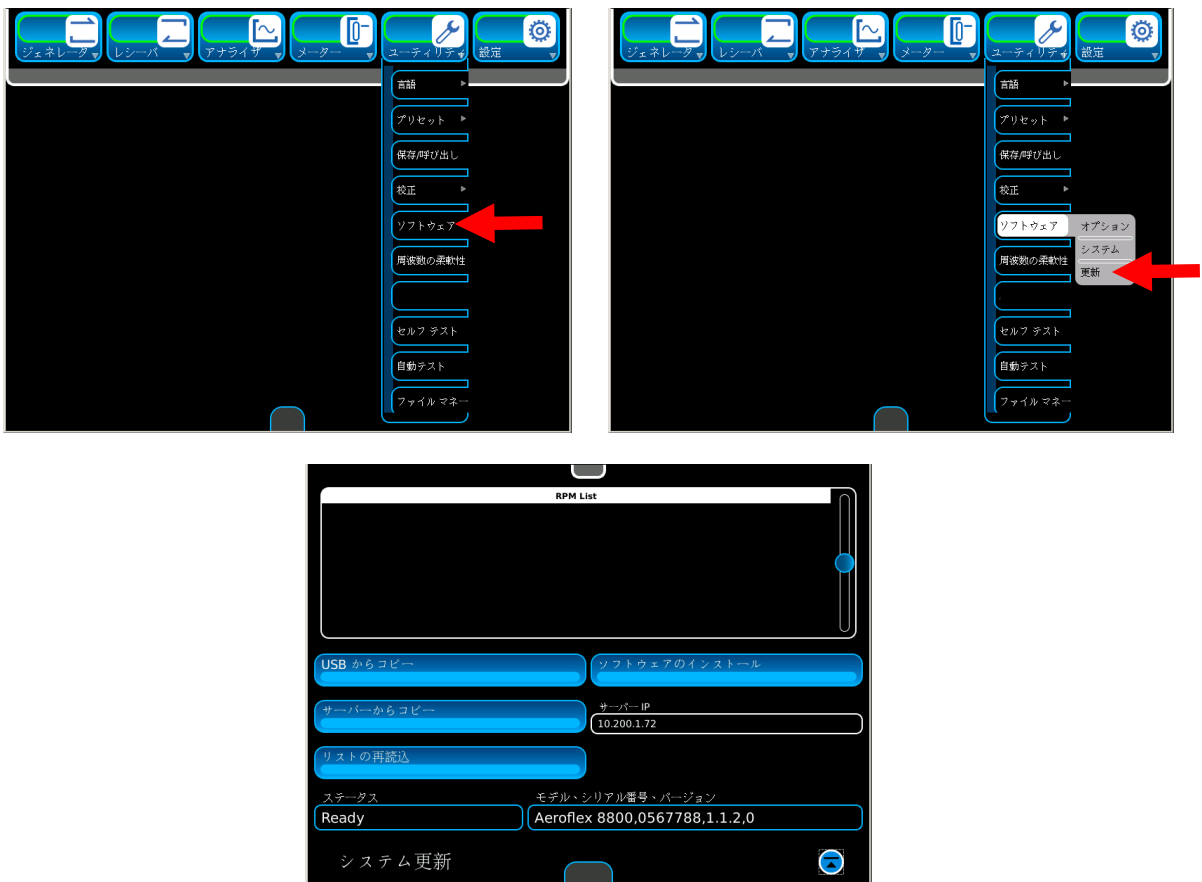 ジェネレータ レシーバ アナライザ メーター ユーティリティ 設定
言語
プリセット
保存/呼び出し
校正
ソフトウェア
周波数の柔軟性
セルフ テスト
自動テスト
ファイル マネー
ジェネレータ レシーバ アナライザ メーター ユーティリティ 設定
言語
プリセット
保存/呼び出し
校正
ソフトウェア オプション
システム
周波数の柔軟性 更新
セルフ テスト
自動テスト
ファイル マネー
RPM List
USB からコピー ソフトウェアのインストール
サーバーからコピー サーバー IP
10.200.1.72
リストの再読込
ステータス モデル、シリアル番号、バージョン
Ready Aeroflex 8800,0567788,1.1.2,0
システム更新